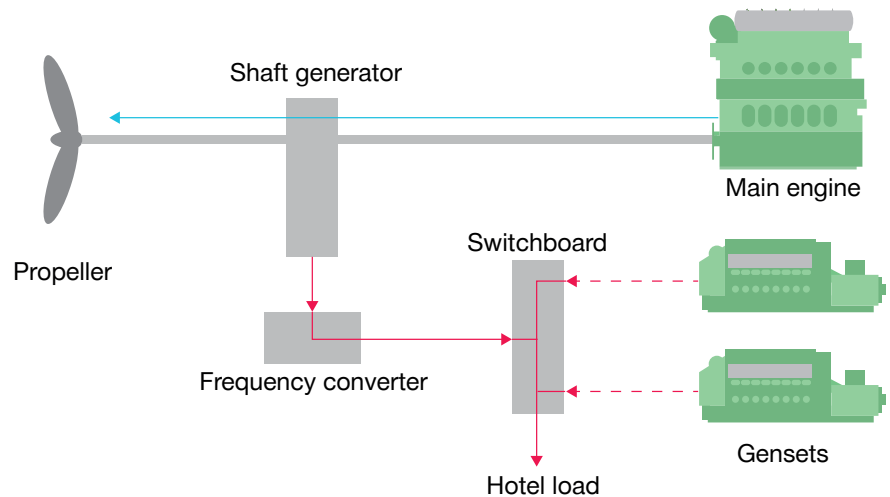 Shaft generator
Main engine
Switchboard
Propeller
Frequency converter
Gensets
Hotel load